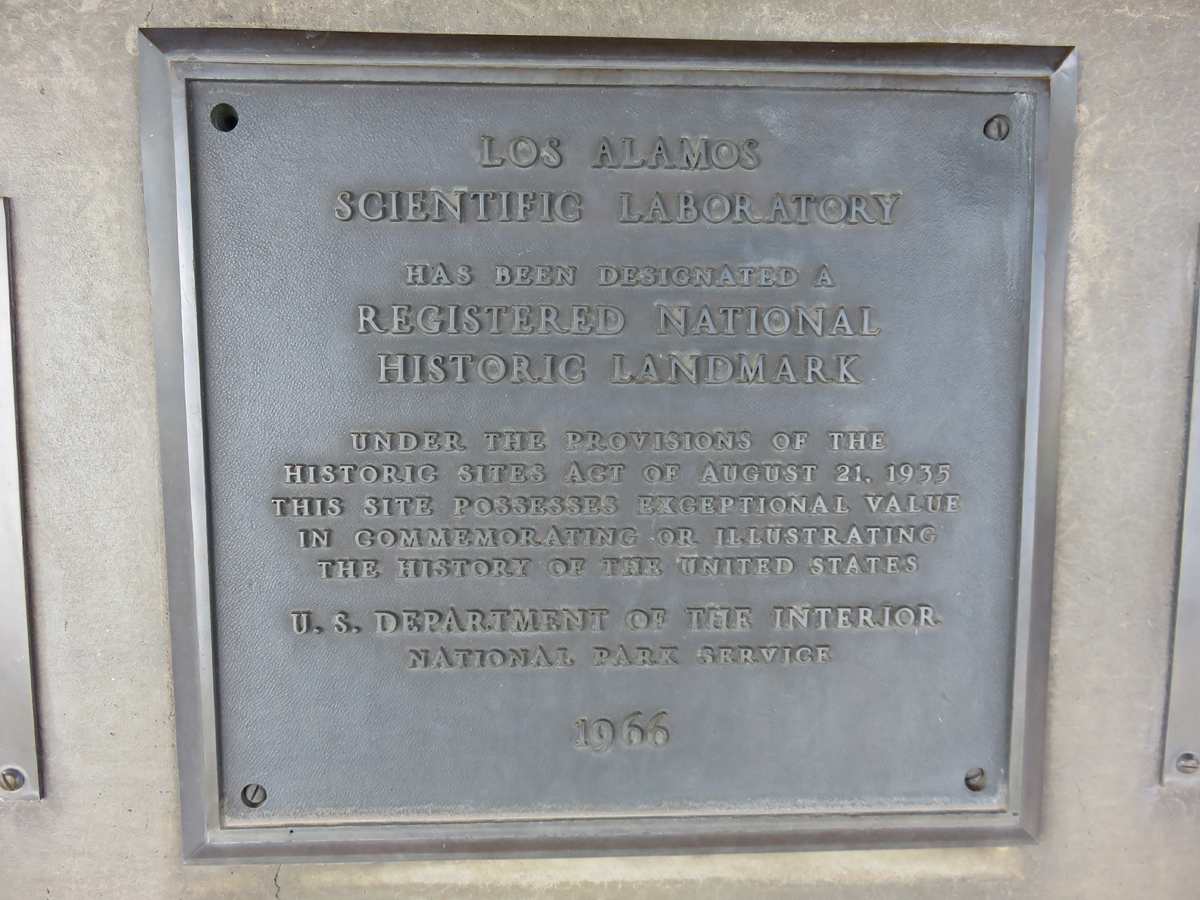 LOS ALAMOS
SCIENTIFIC LABORATORY
HAS BEEN DESIGNATED A
REGISTERED NATIONAL
HISTORIC LANDMARK
UNDER THE PROVISIONS OF THE
HISTORIC SITES ACT OF AUGUST 21, 1935
THIS SITE POSSESSES EXCEPTIONAL VALUE
IN COMMEMORATING OR ILLUSTRATING
THE HISTORY OF THE UNITED STATES
U. S. DEPARTMENT OF THE INTERIOR
NATIONAL PARK SERVICE
1966